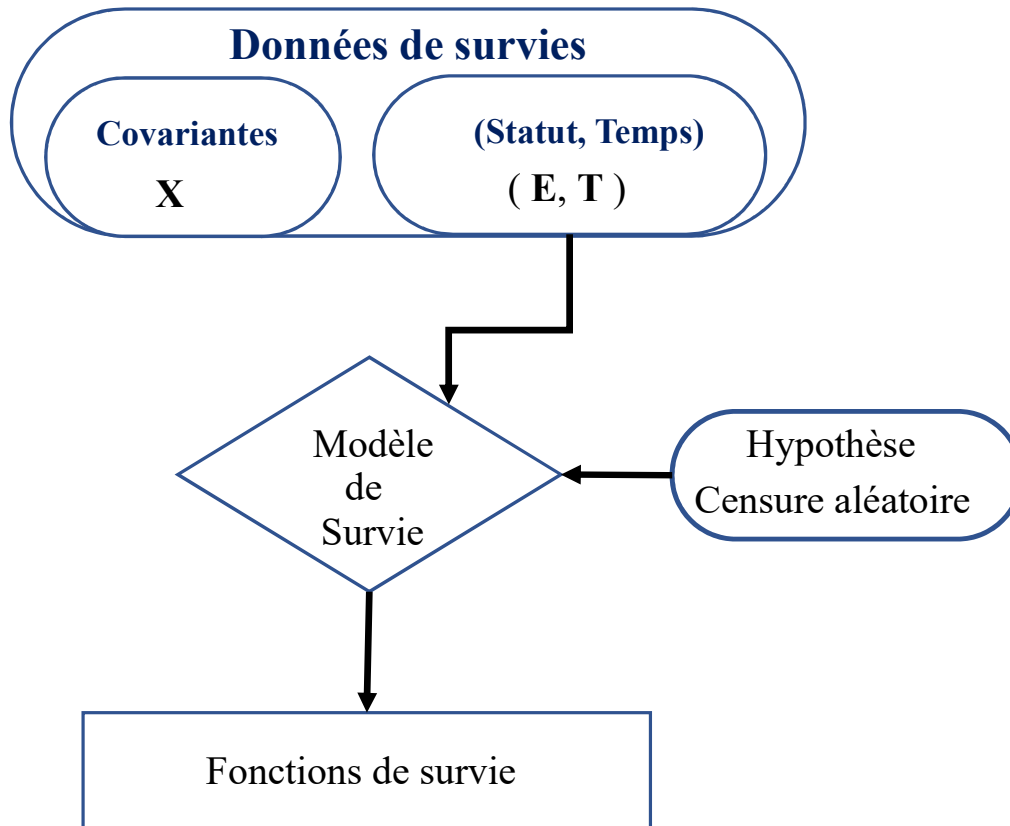 Données de survies
Covariantes
X
(Statut, Temps)
( E, T )
Modèle
de
Survie
Hypothèse
Censure aléatoire
Fonctions de survie